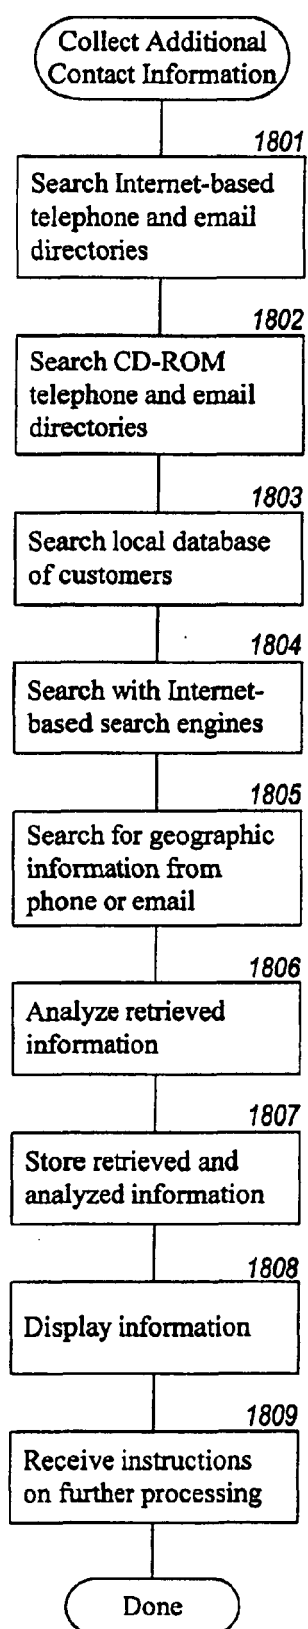 Collect Additional
Contact Information
1801
Search Internet-based
telephone and email
directories
1802
Search CD-ROM
telephone and email
directories
1803
Search local database
of customers
1804
Search with Internet-
based search engines
1805
Search for geographic
information from
phone or email
1806
Analyze retrieved
information
1807
Store retrieved and
analyzed information
1808
Display information
1809
Receive instructions
on further processing
Done